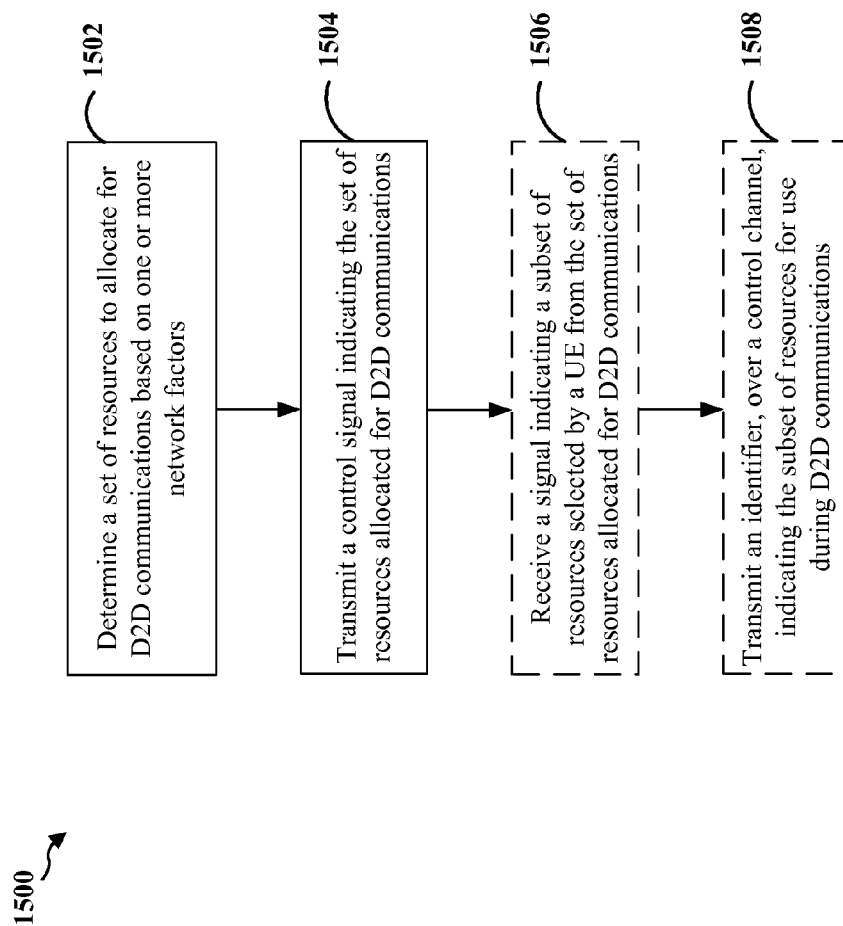 1500
1502
Determine a set of resources to allocate for
D2D communications based on one or more
network factors
1504
Transmit a control signal indicating the set of
resources allocated for D2D communications
1506
Receive a signal indicating a subset of
resources selected by a UE from the set of
resources allocated for D2D communications
1508
Transmit an identifier, over a control channel,
indicating the subset of resources for use
during D2D communications